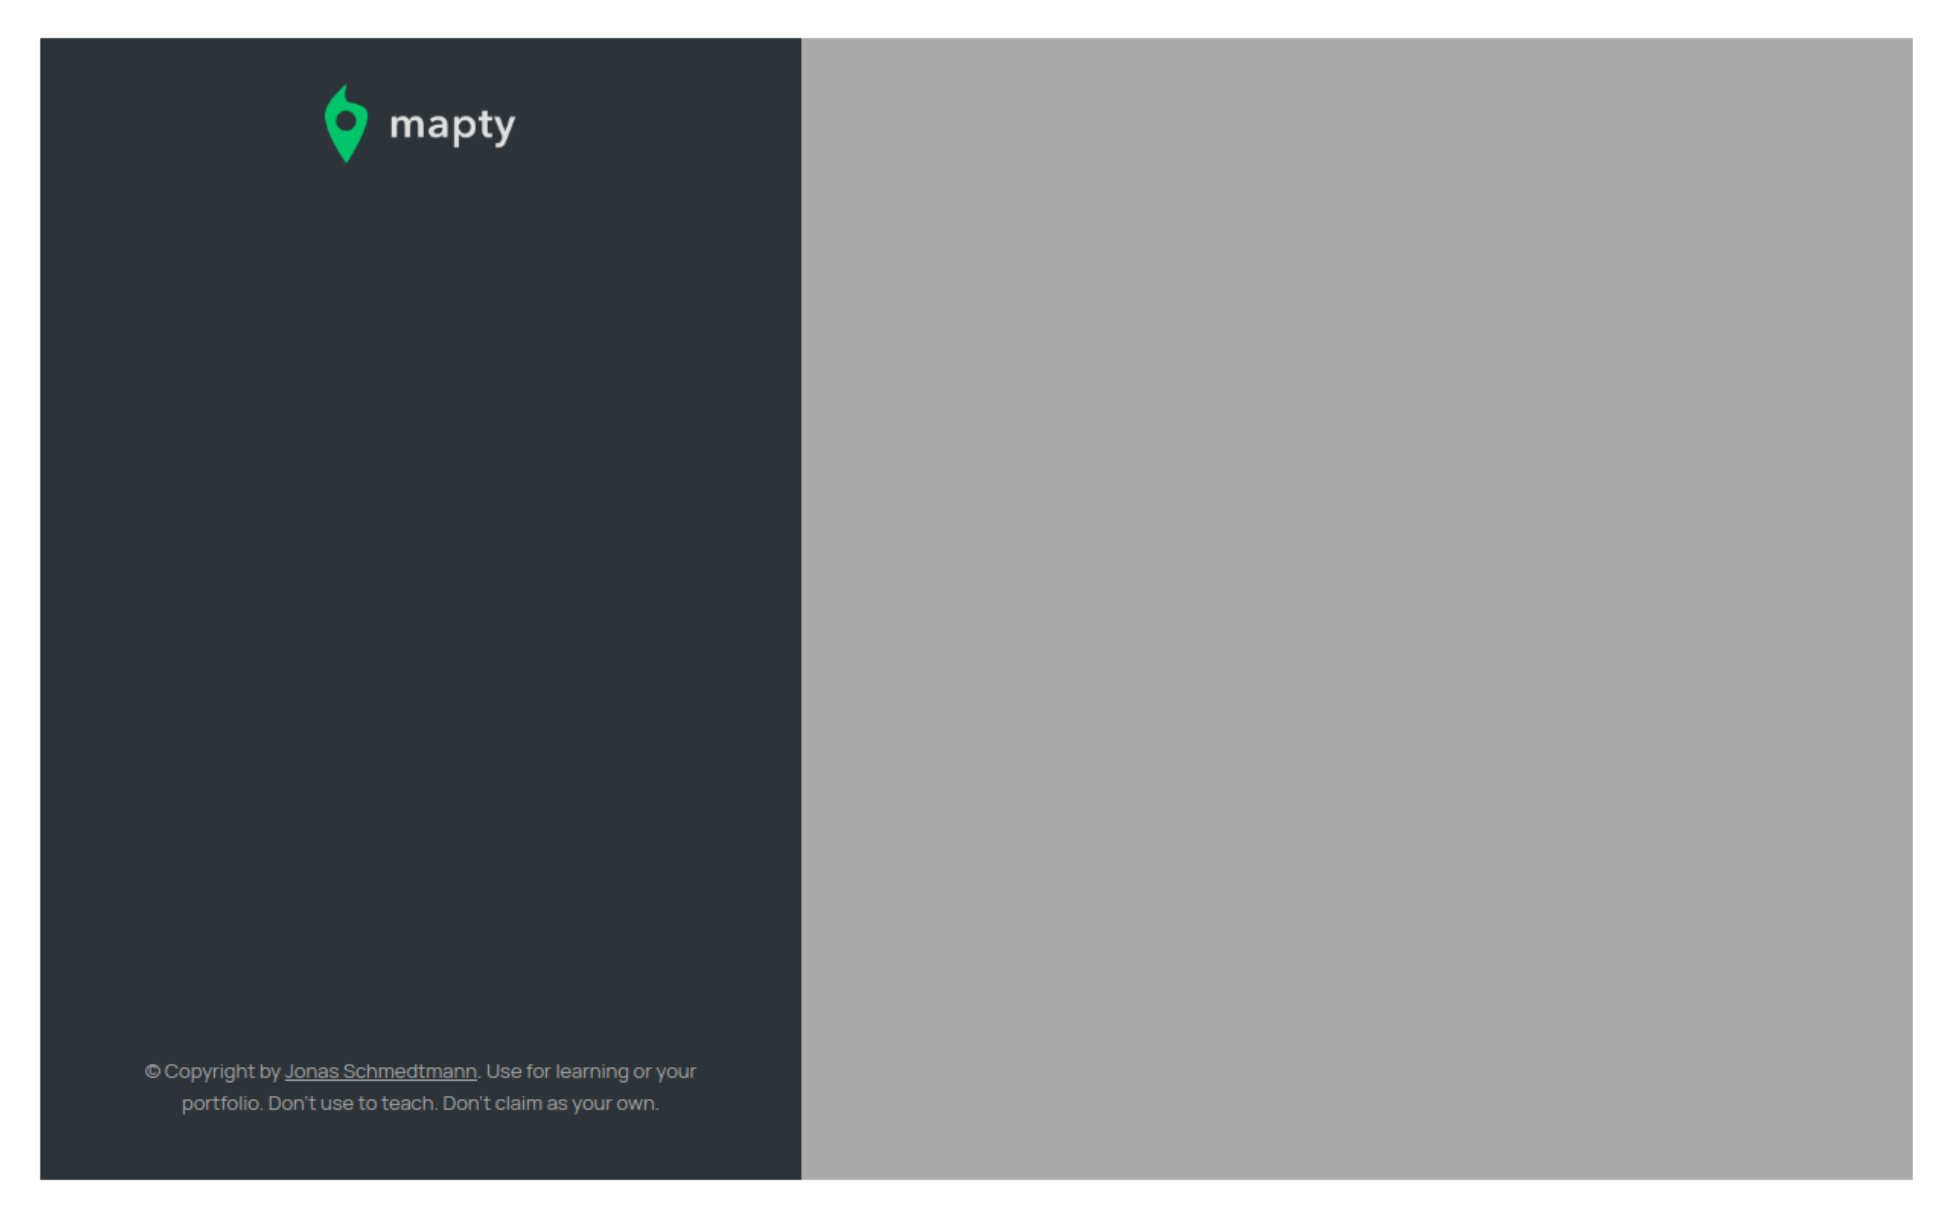 mapty
© Copyright by Jonas Schmedtmann. Use for learning or your
portfolio. Don't use to teach. Don't claim as your own.